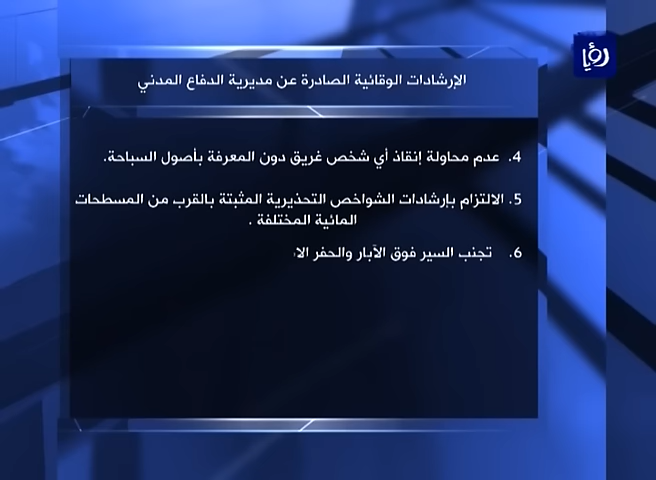 رؤيا
الإرشادات الوقائية الصادرة عن مديرية الدفاع المدني
4. عدم محاولة إنقاذ أي شخص غريق دون المعرفة بأصول السباحة.
5. الالتزام بإرشادات الشواخص التحذيرية المثبتة بالقرب من المسطحات
المائية المختلفة .
6. تجنب السير فوق الآبار والحفر